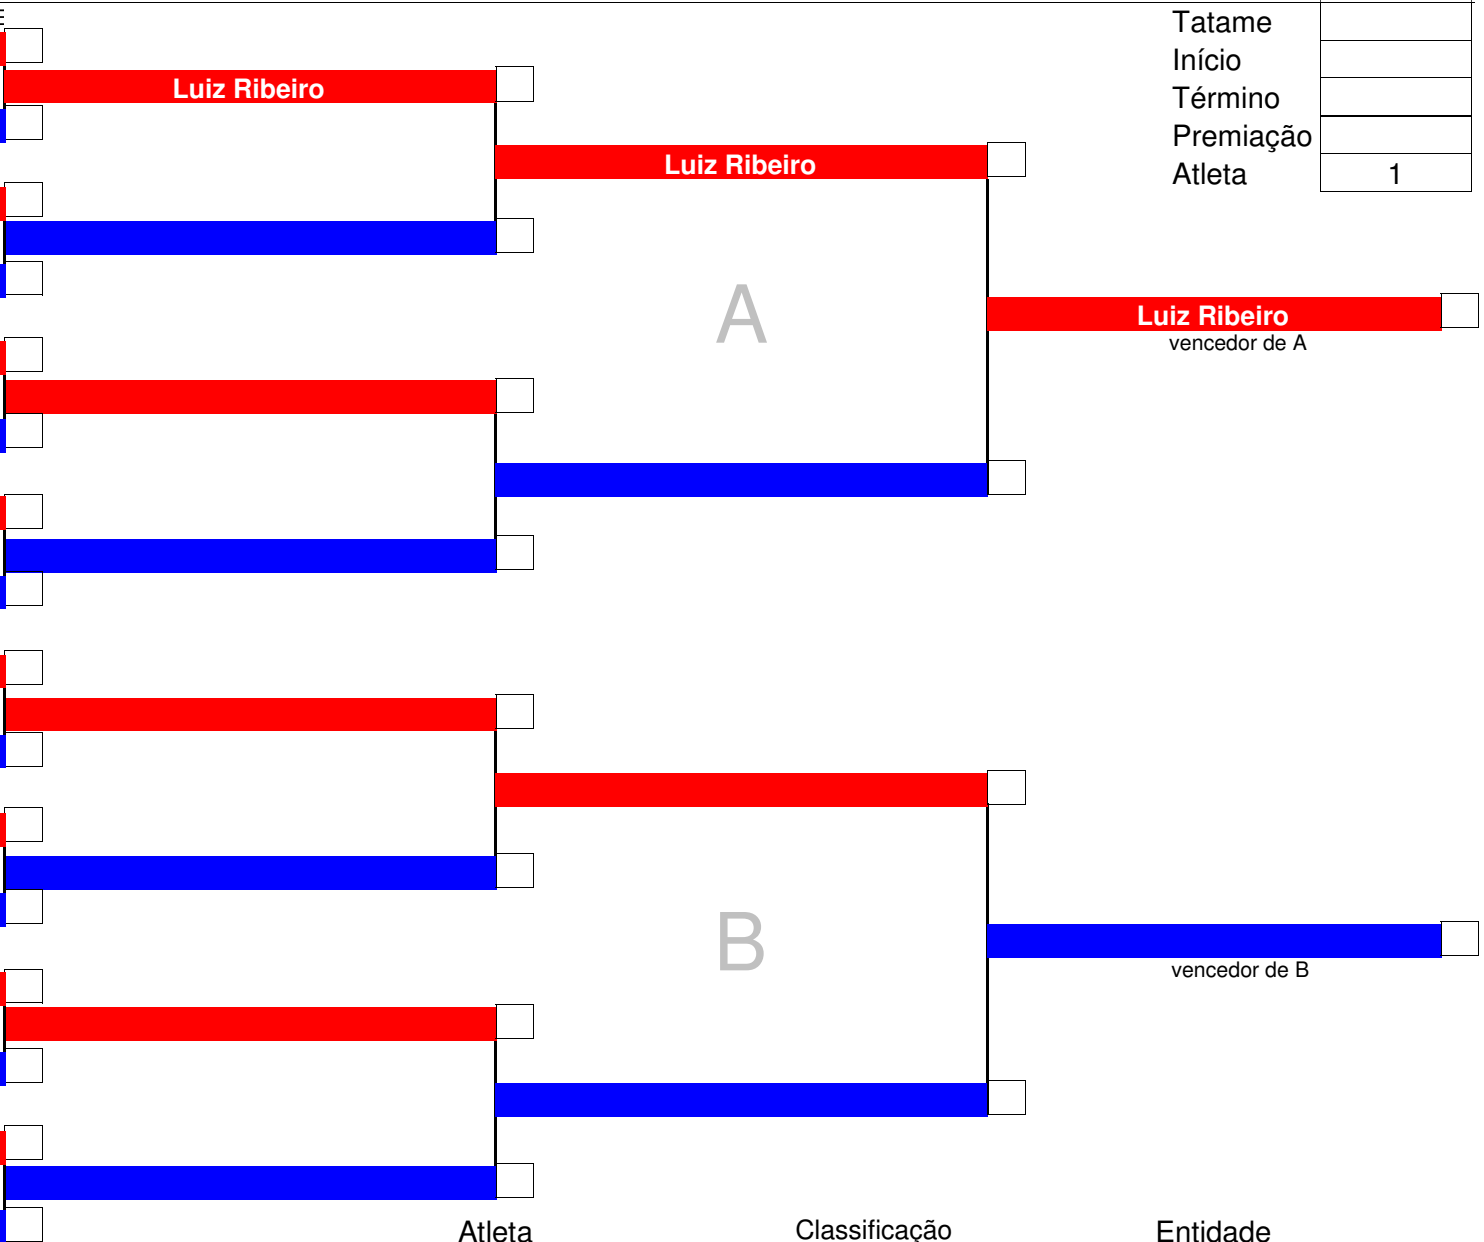 Tatame
Início
Luiz Ribeiro
Término
Premiação
Luiz Ribeiro
Atleta 1
A
Luiz Ribeiro
vencedor de A
B
vencedor de B
Atleta Classificação Entidade